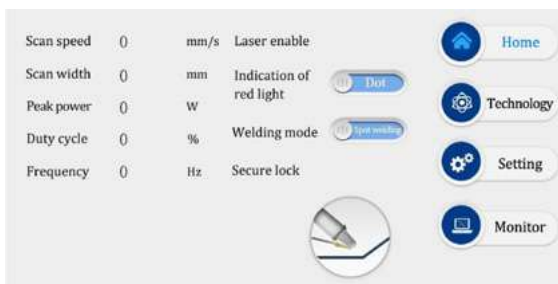 Scan speed 0 mm/s Laser enable
Scan width 0 mm Indication of
red light Dot
Peak power 0 W
Duty cycle 0 % Welding mode Spot welding
Frequency 0 Hz Secure lock
Home
Technology
Setting
Monitor